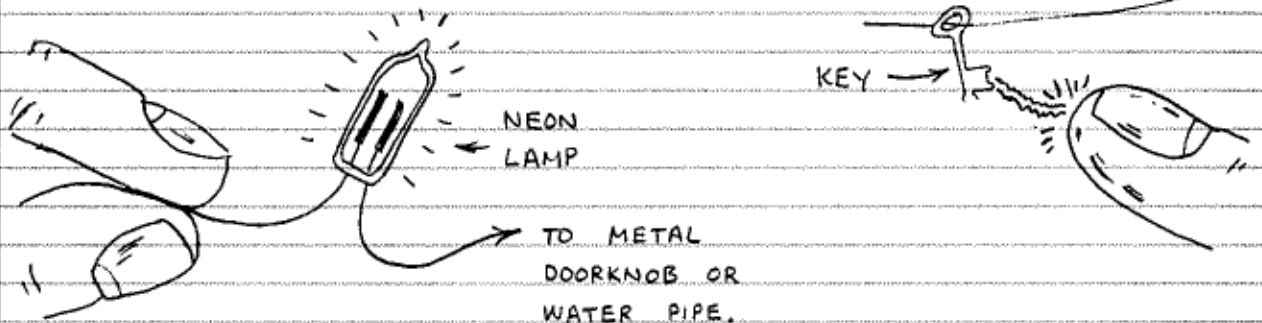 NEON
LAMP
TO METAL
DOORKNOB OR
WATER PIPE.
KEY